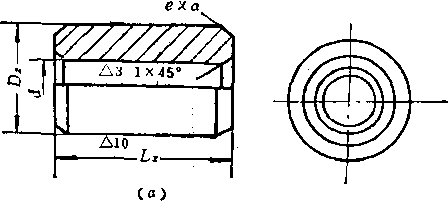 e×a
△3 1×45°
D₂
d
△10
L₂
(a)